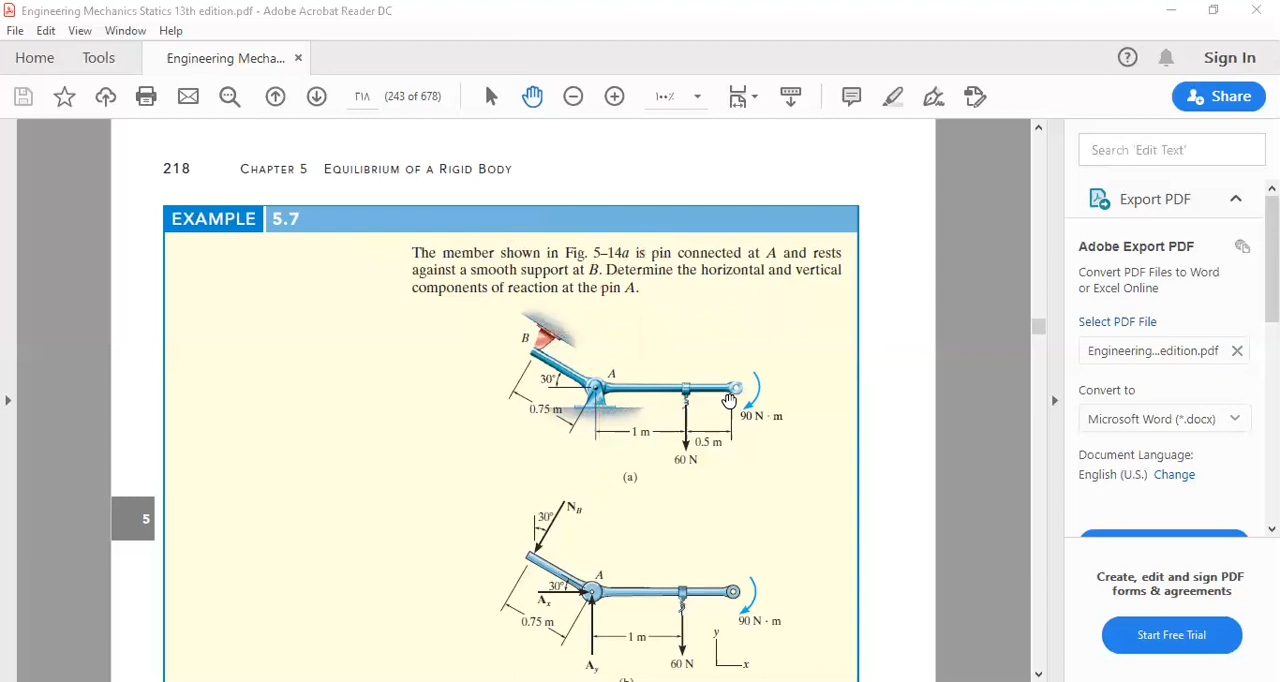 Engineering Mechanics Statics 13th edition.pdf - Adobe Acrobat Reader DC
File Edit View Window Help
Home Tools Engineering Mecha... × Sign In
٢١٨ (243 of 678) ١٠٠٪ Share
218 CHAPTER 5 EQUILIBRIUM OF A RIGID BODY
EXAMPLE 5.7
The member shown in Fig. 5–14a is pin connected at A and rests
against a smooth support at B. Determine the horizontal and vertical
components of reaction at the pin A.
B
A
30°
0.75 m
90 N · m
1 m
0.5 m
60 N
(a)
N_B
30°
A
30°
A_x
0.75 m
90 N · m
1 m
y
A_y
60 N
x
5
Search 'Edit Text'
Export PDF
Adobe Export PDF
Convert PDF Files to Word
or Excel Online
Select PDF File
Engineering...edition.pdf
Convert to
Microsoft Word (*.docx)
Document Language:
English (U.S.) Change
Create, edit and sign PDF
forms & agreements
Start Free Trial